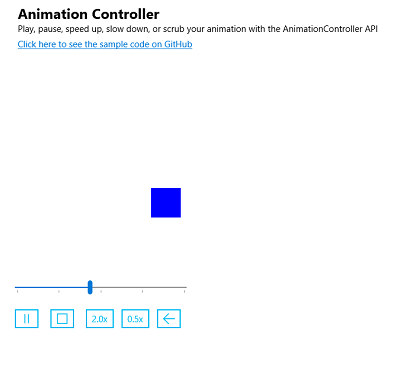 Animation Controller
Play, pause, speed up, slow down, or scrub your animation with the AnimationController API
Click here to see the sample code on GitHub
2.0x 0.5x